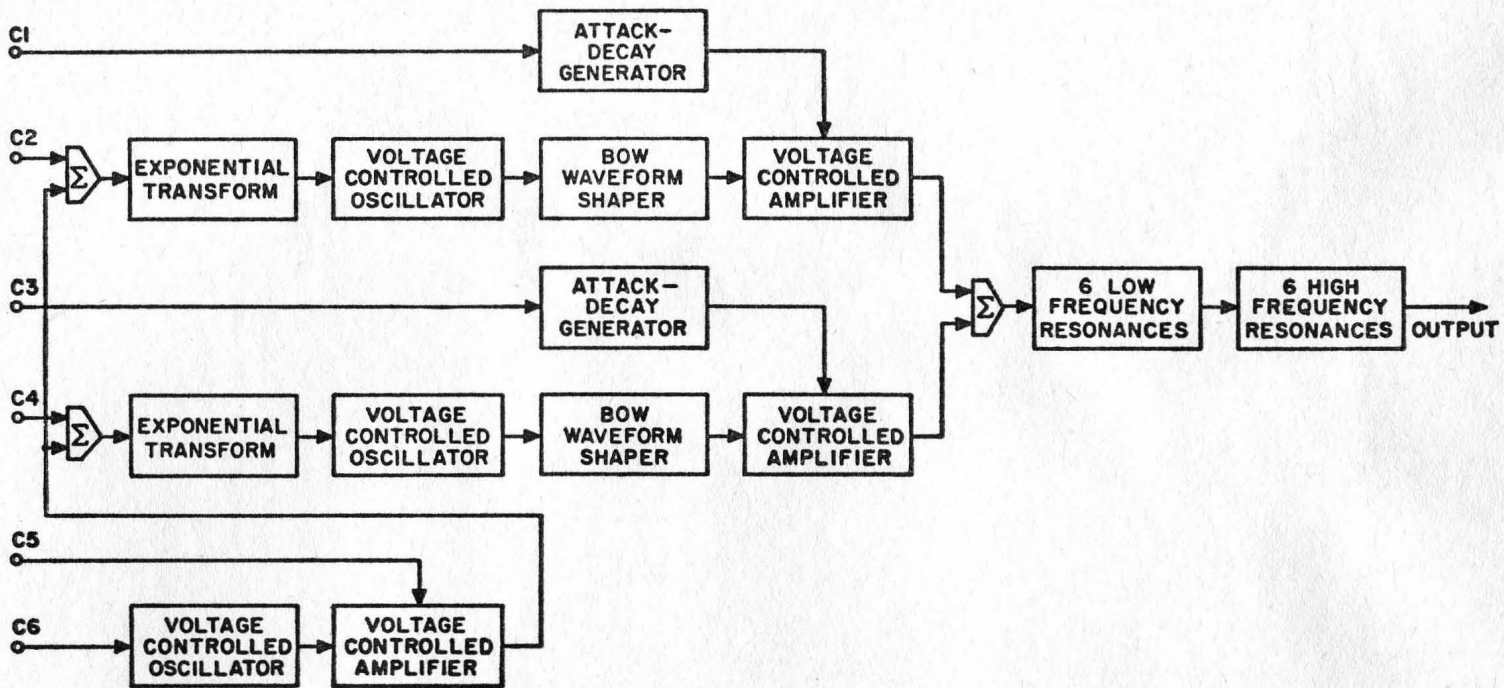 C1
ATTACK-
DECAY
GENERATOR
C2
Σ
EXPONENTIAL
TRANSFORM
VOLTAGE
CONTROLLED
OSCILLATOR
BOW
WAVEFORM
SHAPER
VOLTAGE
CONTROLLED
AMPLIFIER
C3
ATTACK-
DECAY
GENERATOR
Σ
6 LOW
FREQUENCY
RESONANCES
6 HIGH
FREQUENCY
RESONANCES
OUTPUT
C4
Σ
EXPONENTIAL
TRANSFORM
VOLTAGE
CONTROLLED
OSCILLATOR
BOW
WAVEFORM
SHAPER
VOLTAGE
CONTROLLED
AMPLIFIER
C5
C6
VOLTAGE
CONTROLLED
OSCILLATOR
VOLTAGE
CONTROLLED
AMPLIFIER